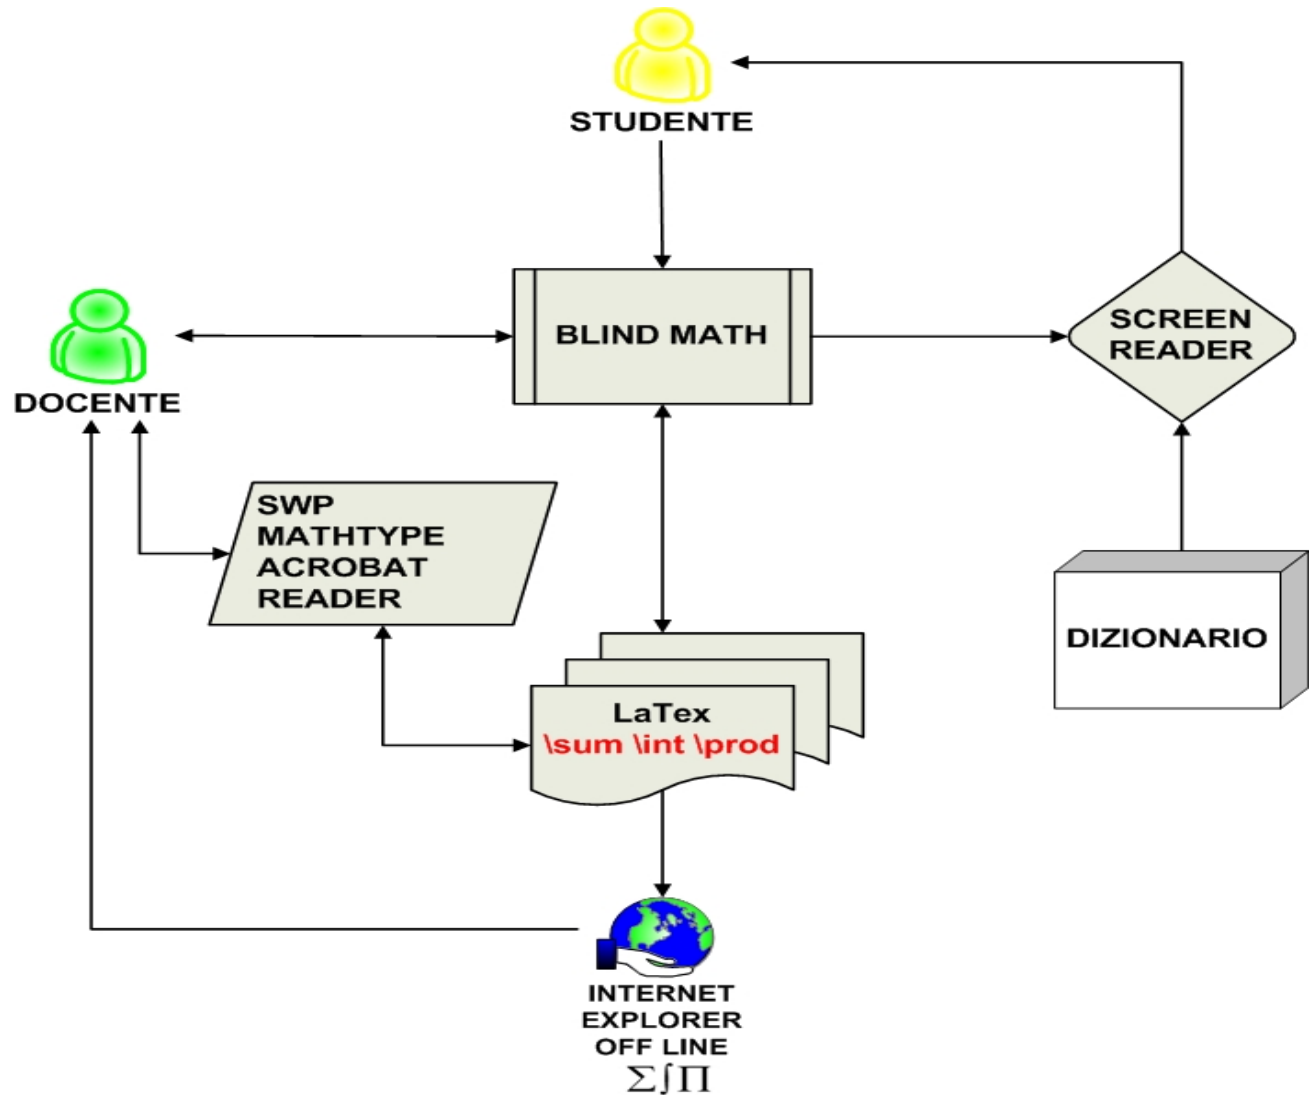 STUDENTE
BLIND MATH
SCREEN
READER
DOCENTE
SWP
MATHTYPE
ACROBAT
READER
DIZIONARIO
LaTex
\sum \int \prod
INTERNET
EXPLORER
OFF LINE
Σ∫Π